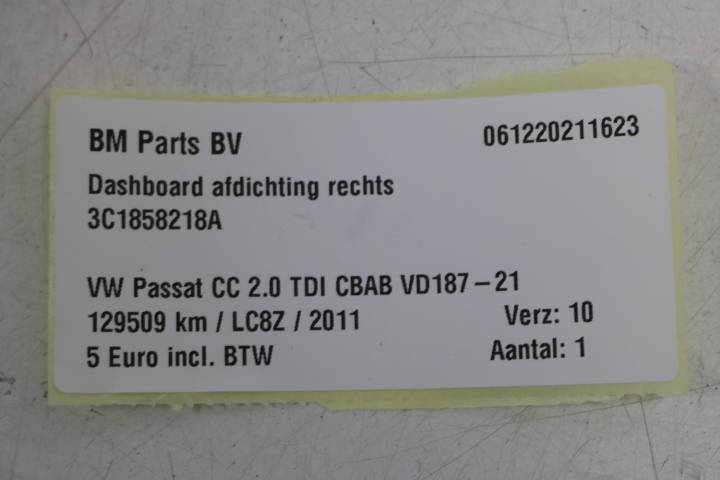 BM Parts BV 061220211623
Dashboard afdichting rechts
3C1858218A
VW Passat CC 2.0 TDI CBAB VD187-21
129509 km / LC8Z / 2011 Verz: 10
5 Euro incl. BTW Aantal: 1